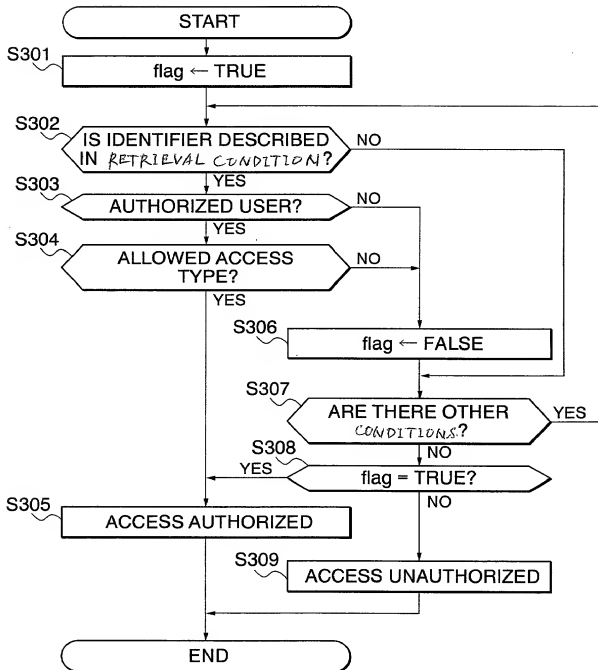 START
S301
flag ← TRUE
S302
IS IDENTIFIER DESCRIBED
IN RETRIEVAL CONDITION?
NO
YES
S303
AUTHORIZED USER?
NO
YES
S304
ALLOWED ACCESS
TYPE?
NO
YES
S306
flag ← FALSE
S307
ARE THERE OTHER
CONDITIONS?
YES
NO
S308
flag = TRUE?
YES
NO
S305
ACCESS AUTHORIZED
S309
ACCESS UNAUTHORIZED
END